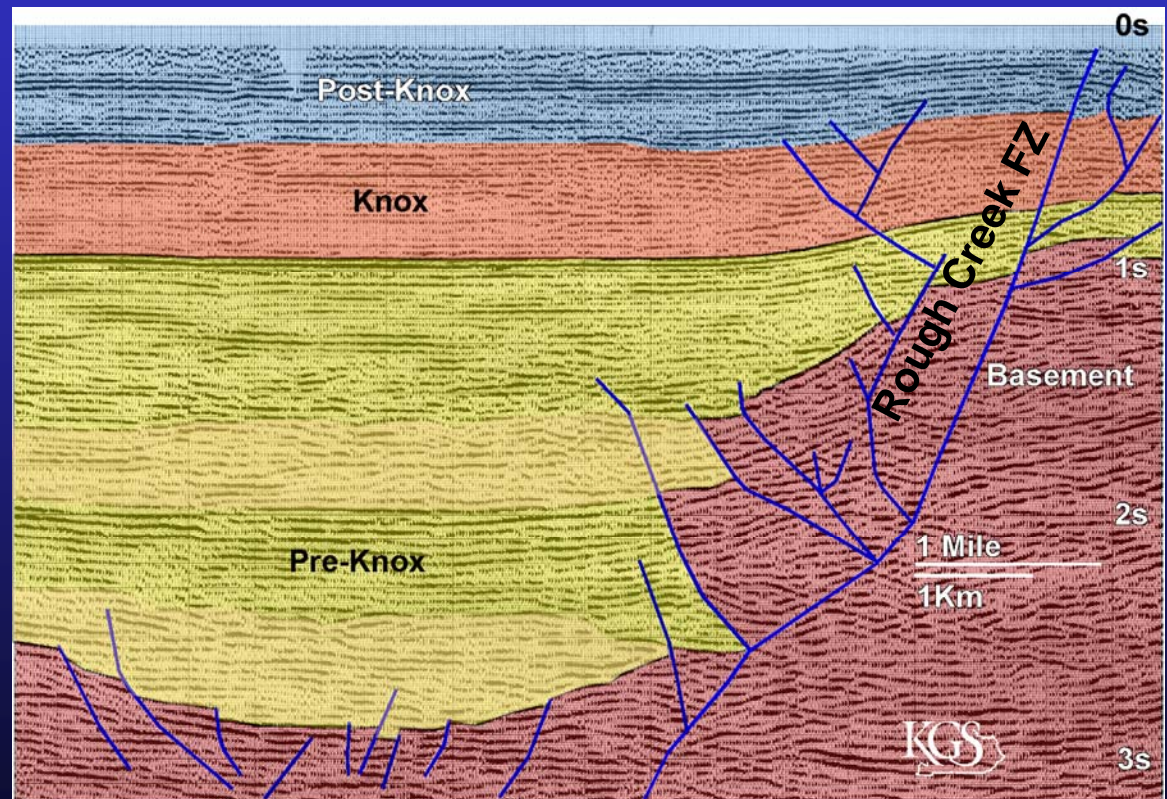 0s
Post-Knox
Knox
Rough Creek FZ
1s
Basement
2s
1 Mile
Pre-Knox
1Km
KGS
3s